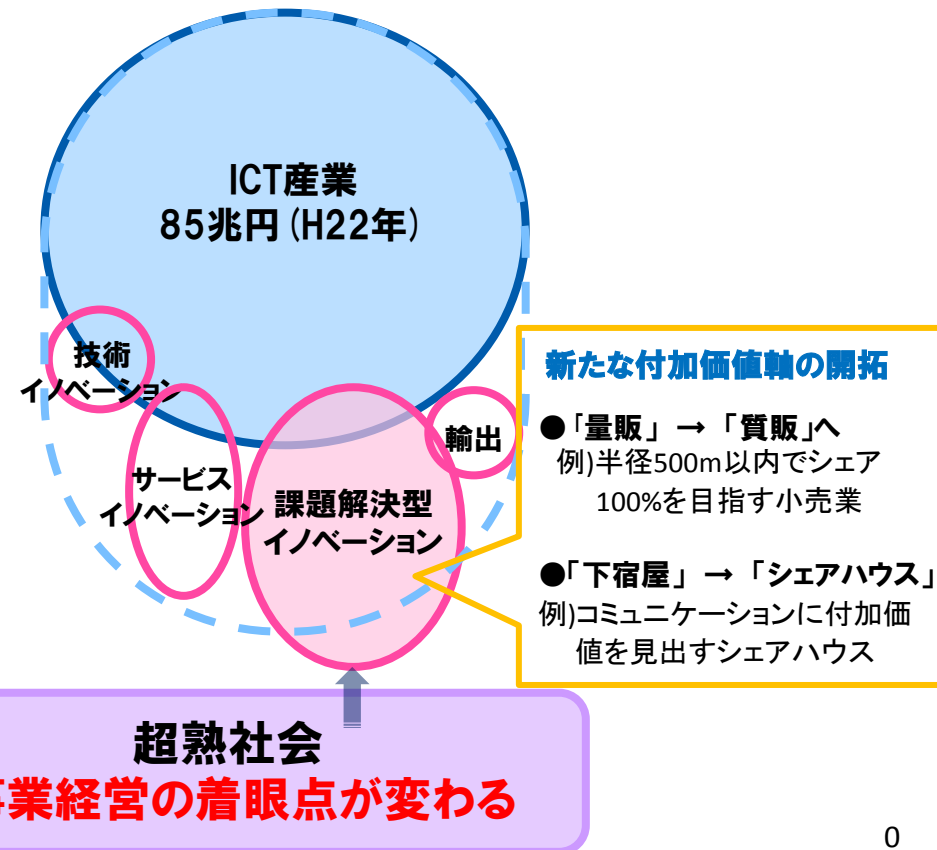 ICT産業
85兆円(H22年)
技術
イノベーション
サービス
イノベーション
課題解決型
イノベーション
輸出
新たな付加価値軸の開拓
●「量販」 → 「質販」へ
例)半径500m以内でシェア
100%を目指す小売業
●「下宿屋」 → 「シェアハウス」
例)コミュニケーションに付加価
値を見出すシェアハウス
超熟社会
業経営の着眼点が変わる
0